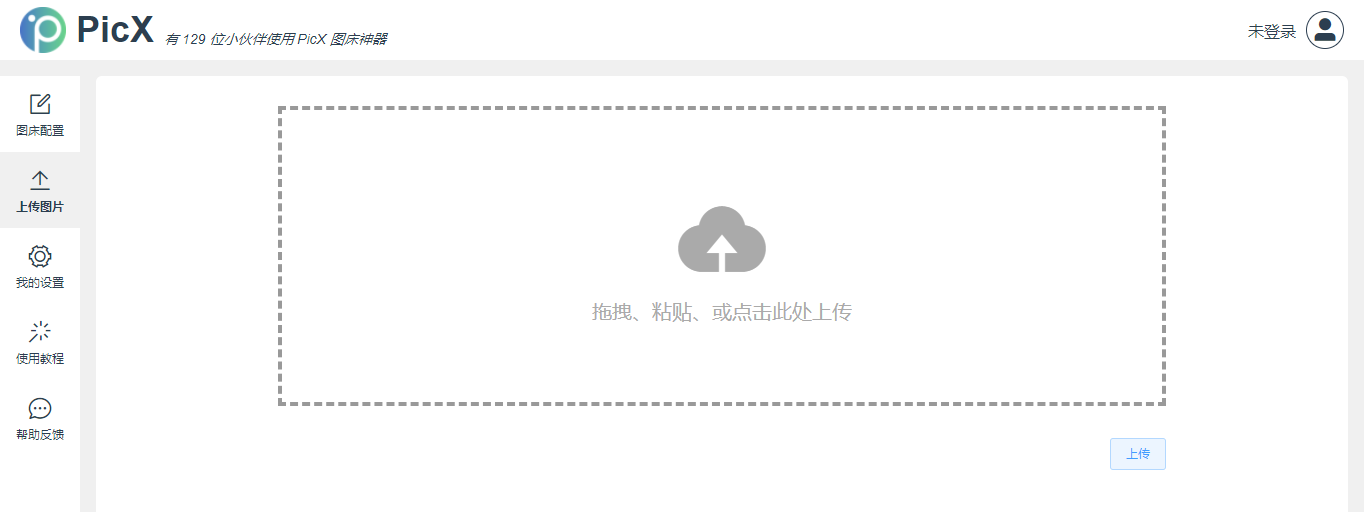 PicX 有 129 位小伙伴使用 PicX 图床神器
未登录
图床配置
上传图片
我的设置
使用教程
帮助反馈
拖拽、粘贴、或点击此处上传
上传